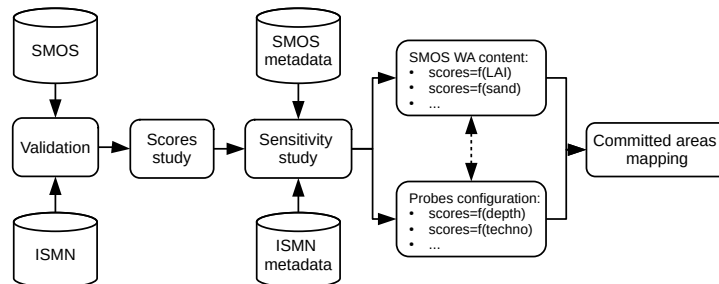 SMOS
SMOS
metadata
SMOS WA content:
• scores=f(LAI)
• scores=f(sand)
• ...
Validation
Scores
study
Sensitivity
study
Committed areas
mapping
Probes configuration:
• scores=f(depth)
• scores=f(techno)
• ...
ISMN
ISMN
metadata